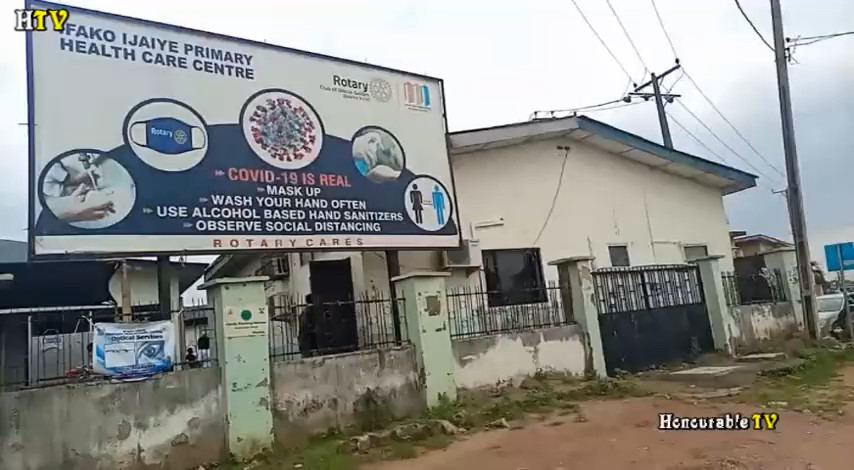 HTV
IFAKO IJAIYE PRIMARY
HEALTH CARE CENTRE
Rotary
Rotary
COVID-19 IS REAL
MASK UP
WASH YOUR HAND OFTEN
USE ALCOHOL BASED HAND SANITIZERS
OBSERVE SOCIAL DISTANCING
ROTARY CARES
Optical Services
Honourable TV